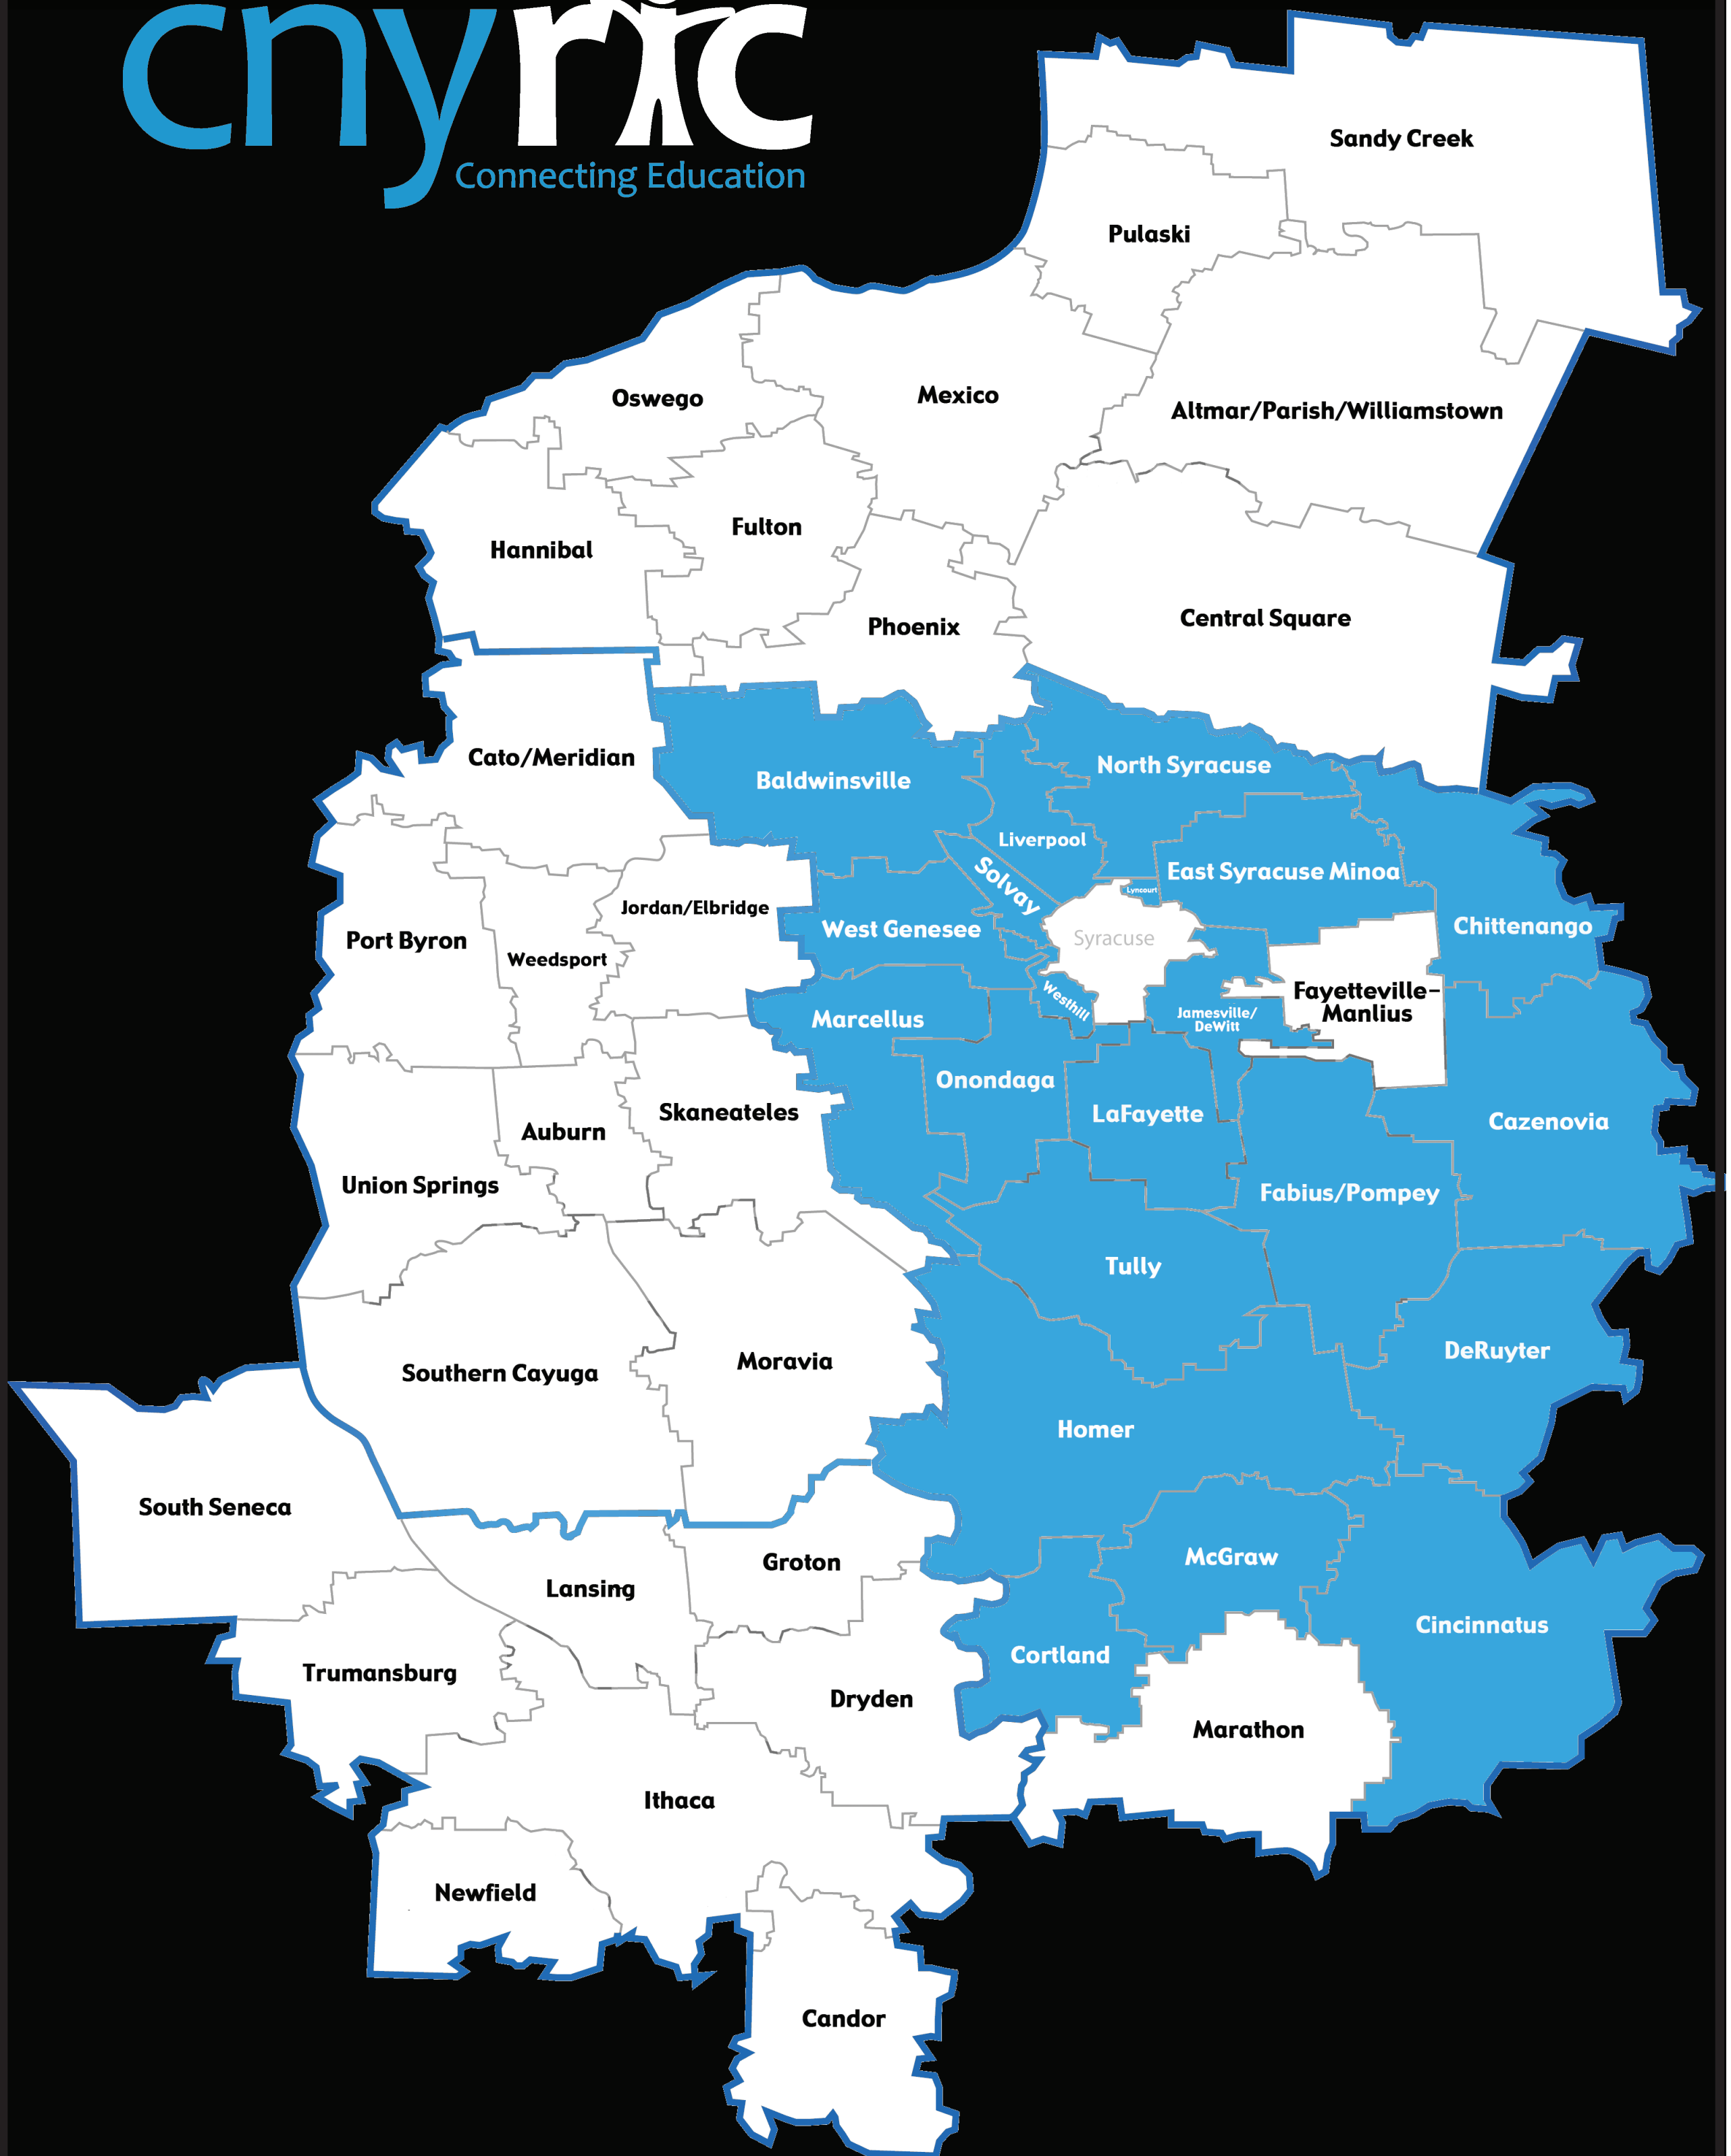 cnyric
Connecting Education
Sandy Creek
Pulaski
Oswego
Mexico
Altmar/Parish/Williamstown
Hannibal
Fulton
Phoenix
Central Square
Cato/Meridian
Baldwinsville
North Syracuse
Liverpool
East Syracuse Minoa
Solvay
Lyncourt
Jordan/Elbridge
Port Byron
Weedsport
West Genesee
Syracuse
Chittenango
Fayetteville-
Manlius
Westhill
Jamesville/
DeWitt
Marcellus
Onondaga
LaFayette
Skaneateles
Auburn
Union Springs
Cazenovia
Fabius/Pompey
Tully
Southern Cayuga
Moravia
DeRuyter
Homer
South Seneca
Groton
Lansing
McGraw
Cincinnatus
Cortland
Trumansburg
Dryden
Marathon
Ithaca
Newfield
Candor